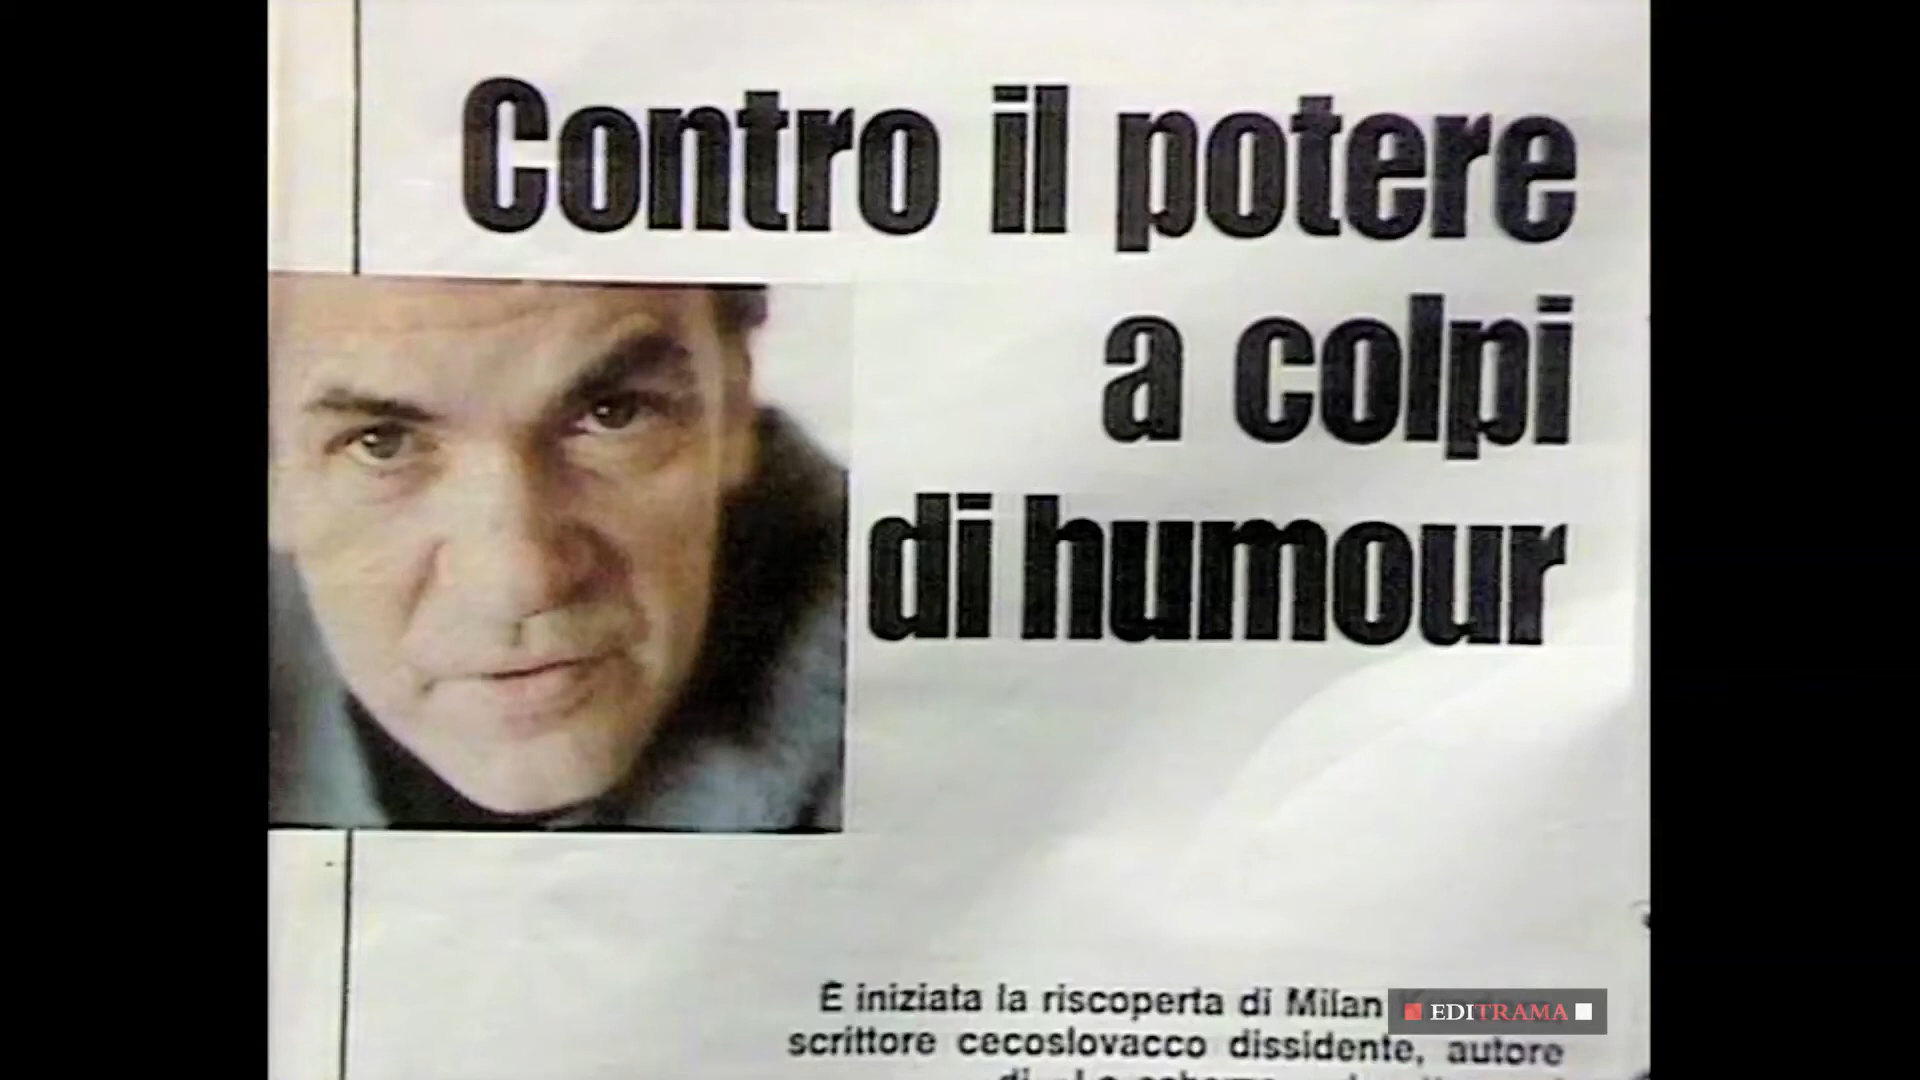 Contro il potere
a colpi
di humour
È iniziata la riscoperta di Milan
EDITRAMA
scrittore cecoslovacco dissidente, autore